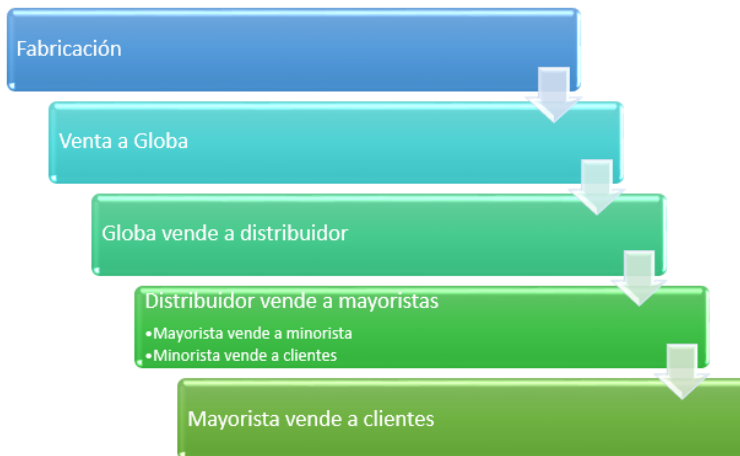 Fabricación
Venta a Globa
Globa vende a distribuidor
Distribuidor vende a mayoristas
•Mayorista vende a minorista
•Minorista vende a clientes
Mayorista vende a clientes